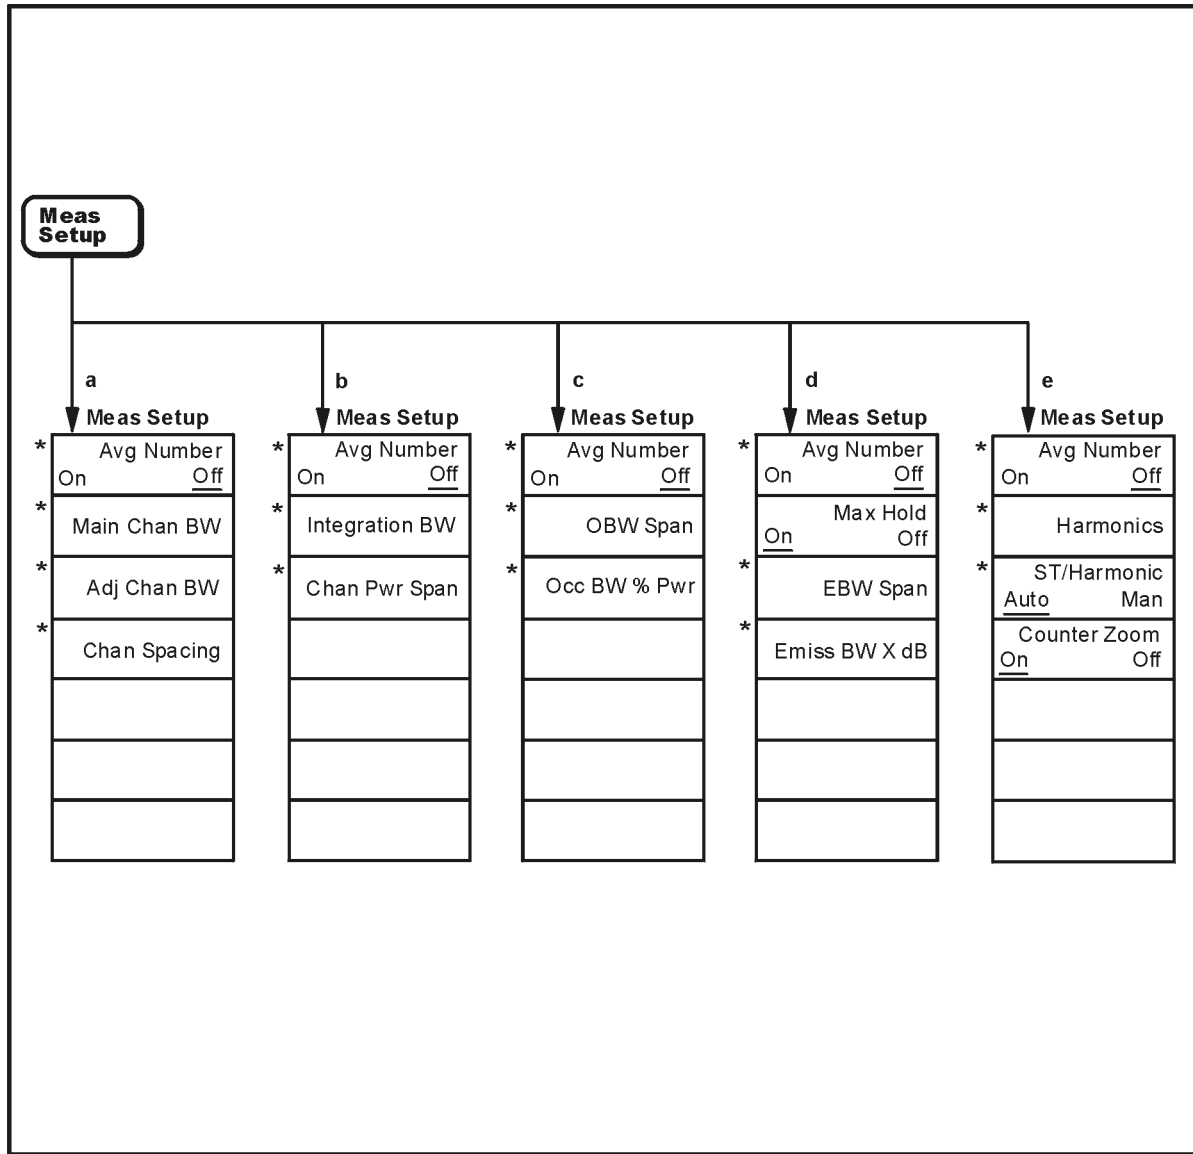 Meas
Setup
a
Meas Setup
* Avg Number
On Off
* Main Chan BW
* Adj Chan BW
* Chan Spacing
b
Meas Setup
* Avg Number
On Off
* Integration BW
* Chan Pwr Span
c
Meas Setup
* Avg Number
On Off
* OBW Span
* Occ BW % Pwr
d
Meas Setup
* Avg Number
On Off
Max Hold
On Off
* EBW Span
* Emiss BW X dB
e
Meas Setup
* Avg Number
On Off
* Harmonics
* ST/Harmonic
Auto Man
Counter Zoom
On Off